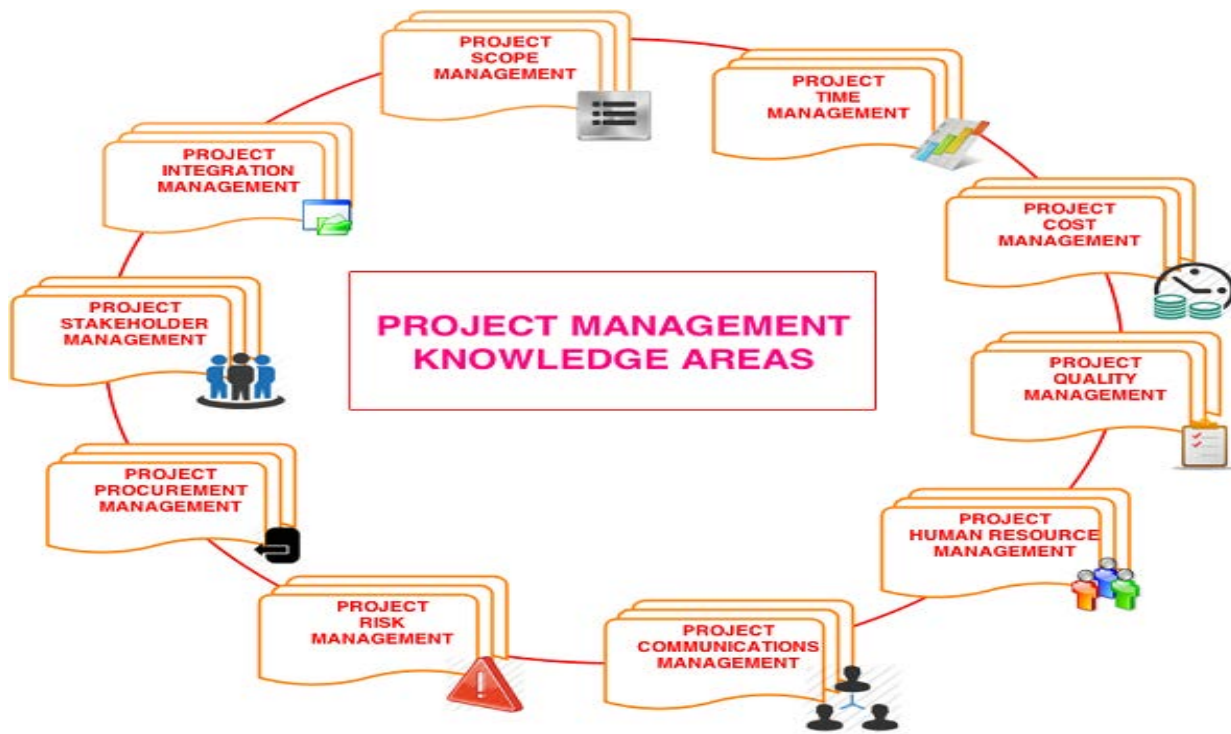 PROJECT
SCOPE
MANAGEMENT
PROJECT
TIME
MANAGEMENT
PROJECT
INTEGRATION
MANAGEMENT
PROJECT
COST
MANAGEMENT
PROJECT
STAKEHOLDER
MANAGEMENT
PROJECT MANAGEMENT
KNOWLEDGE AREAS
PROJECT
QUALITY
MANAGEMENT
PROJECT
PROCUREMENT
MANAGEMENT
PROJECT
HUMAN RESOURCE
MANAGEMENT
PROJECT
RISK
MANAGEMENT
PROJECT
COMMUNICATIONS
MANAGEMENT